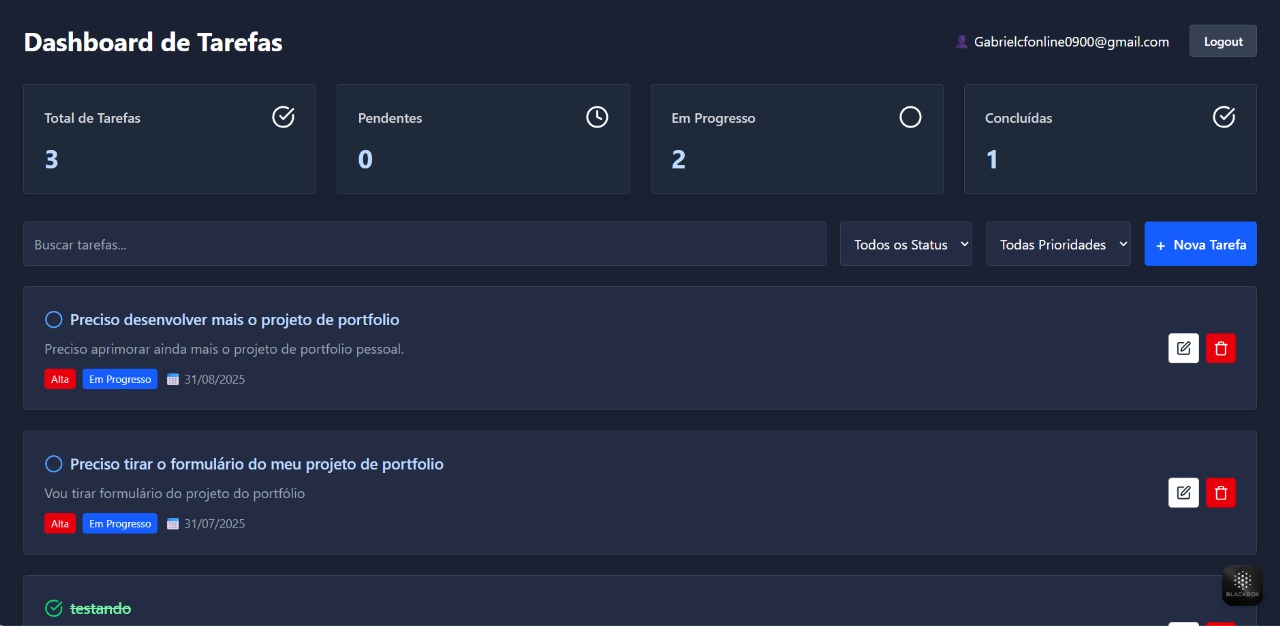 Dashboard de Tarefas
Gabrielcfonline0900@gmail.com
Logout
Total de Tarefas
3
Pendentes
0
Em Progresso
2
Concluídas
1
Buscar tarefas...
Todos os Status
Todas Prioridades
+ Nova Tarefa
Preciso desenvolver mais o projeto de portfolio
Preciso aprimorar ainda mais o projeto de portfolio pessoal.
Alta Em Progresso 31/08/2025
Preciso tirar o formulário do meu projeto de portfolio
Vou tirar formulário do projeto do portfólio
Alta Em Progresso 31/07/2025
testando
BLACKBOX